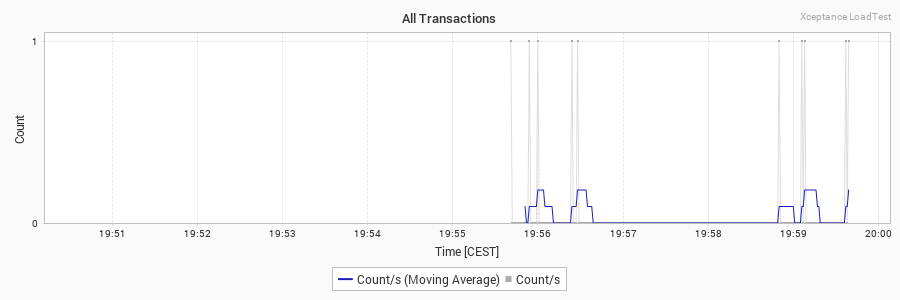 All Transactions
Xceptance LoadTest
1
Count
0
19:51 19:52 19:53 19:54 19:55 19:56 19:57 19:58 19:59 20:00
Time [CEST]
Count/s (Moving Average) Count/s